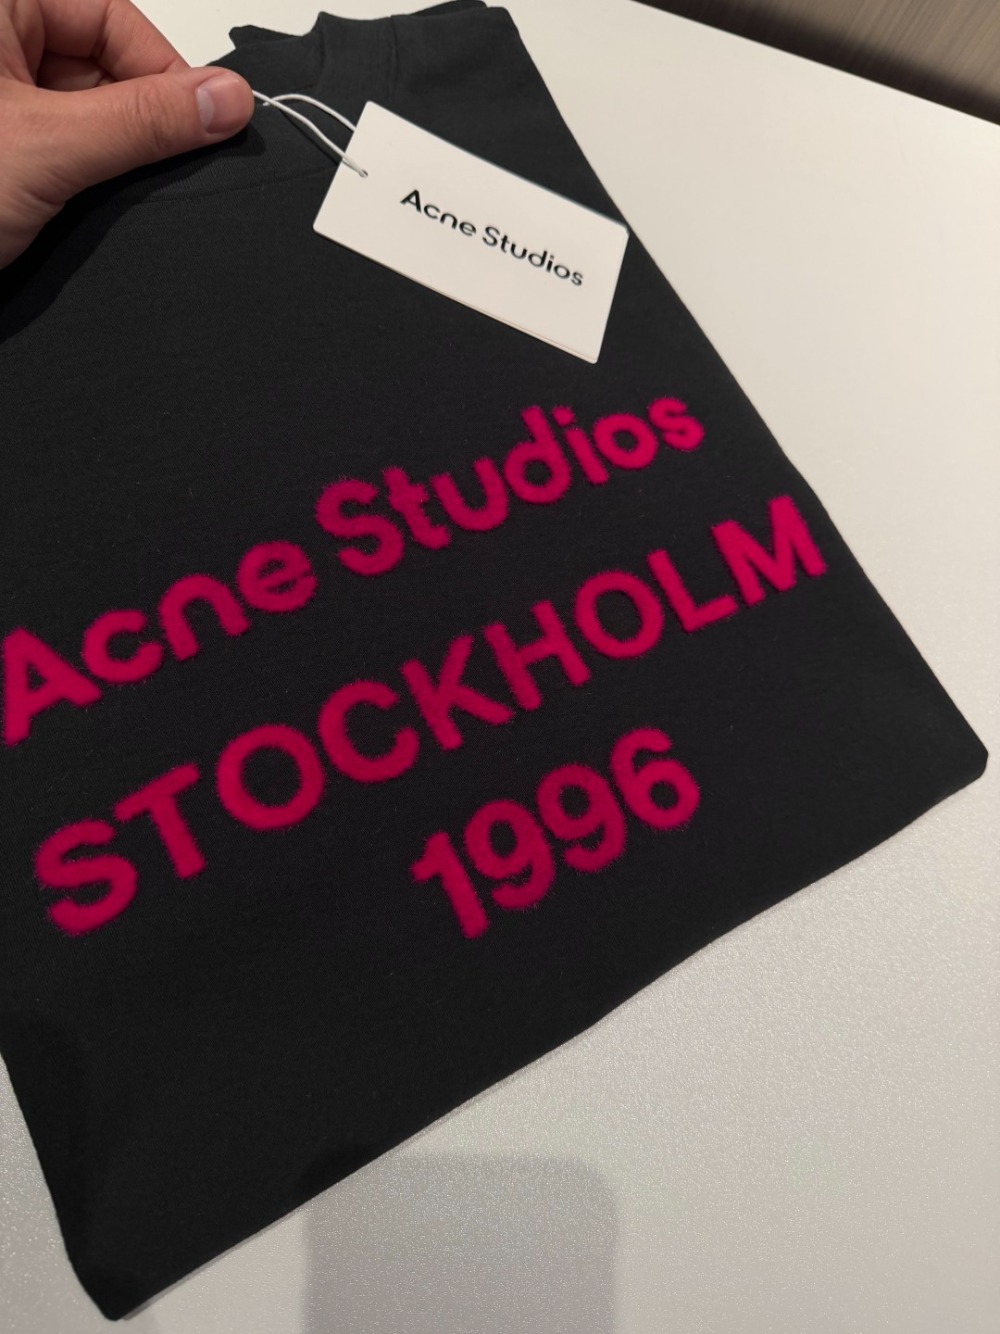 Acne Studios
Acne Studios
STOCKHOLM
1996